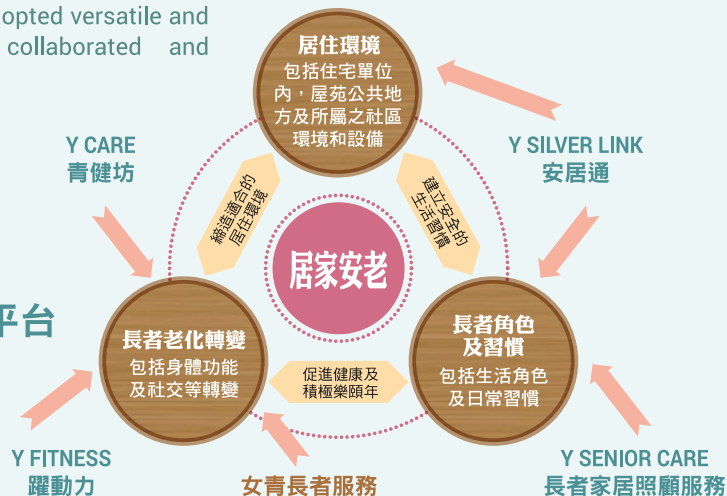 opted versatile and
collaborated and
居住環境
包括住宅單位
內，屋苑公共地
方及所屬之社區
環境和設備
Y CARE
青健坊
Y SILVER LINK
安居通
締造適合的
居住環境
建立安全的
生活習慣
居家安老
平台
長者老化轉變
包括身體功能
及社交等轉變
促進健康及
積極樂頤年
長者角色
及習慣
包括生活角色
及日常習慣
Y FITNESS
躍動力
女青長者服務
Y SENIOR CARE
長者家居照顧服務